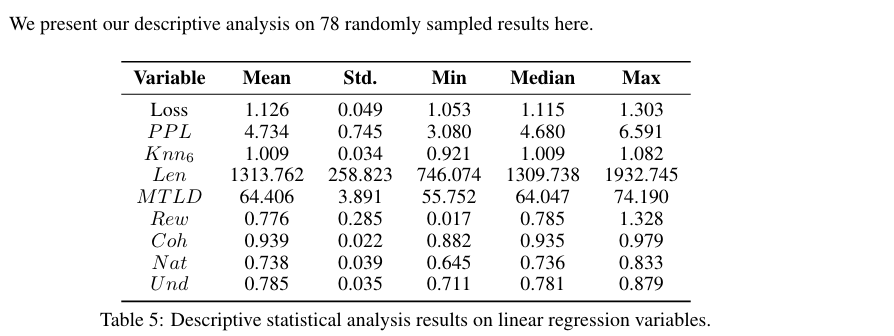 We present our descriptive analysis on 78 randomly sampled results here.
Variable Mean Std. Min Median Max
Loss 1.126 0.049 1.053 1.115 1.303
PPL 4.734 0.745 3.080 4.680 6.591
Knn₆ 1.009 0.034 0.921 1.009 1.082
Len 1313.762 258.823 746.074 1309.738 1932.745
MTLD 64.406 3.891 55.752 64.047 74.190
Rew 0.776 0.285 0.017 0.785 1.328
Coh 0.939 0.022 0.882 0.935 0.979
Nat 0.738 0.039 0.645 0.736 0.833
Und 0.785 0.035 0.711 0.781 0.879
Table 5: Descriptive statistical analysis results on linear regression variables.